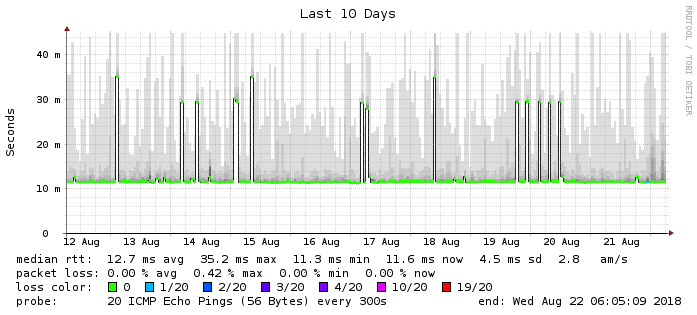 Last 10 Days
RRDTOOL / TOBI OETIKER
Seconds
40 m
30 m
20 m
10 m
0
12 Aug 13 Aug 14 Aug 15 Aug 16 Aug 17 Aug 18 Aug 19 Aug 20 Aug 21 Aug
median rtt: 12.7 ms avg 35.2 ms max 11.3 ms min 11.6 ms now 4.5 ms sd 2.8 am/s
packet loss: 0.00 % avg 0.42 % max 0.00 % min 0.00 % now
loss color: 0 1/20 2/20 3/20 4/20 10/20 19/20
probe: 20 ICMP Echo Pings (56 Bytes) every 300s end: Wed Aug 22 06:05:09 2018